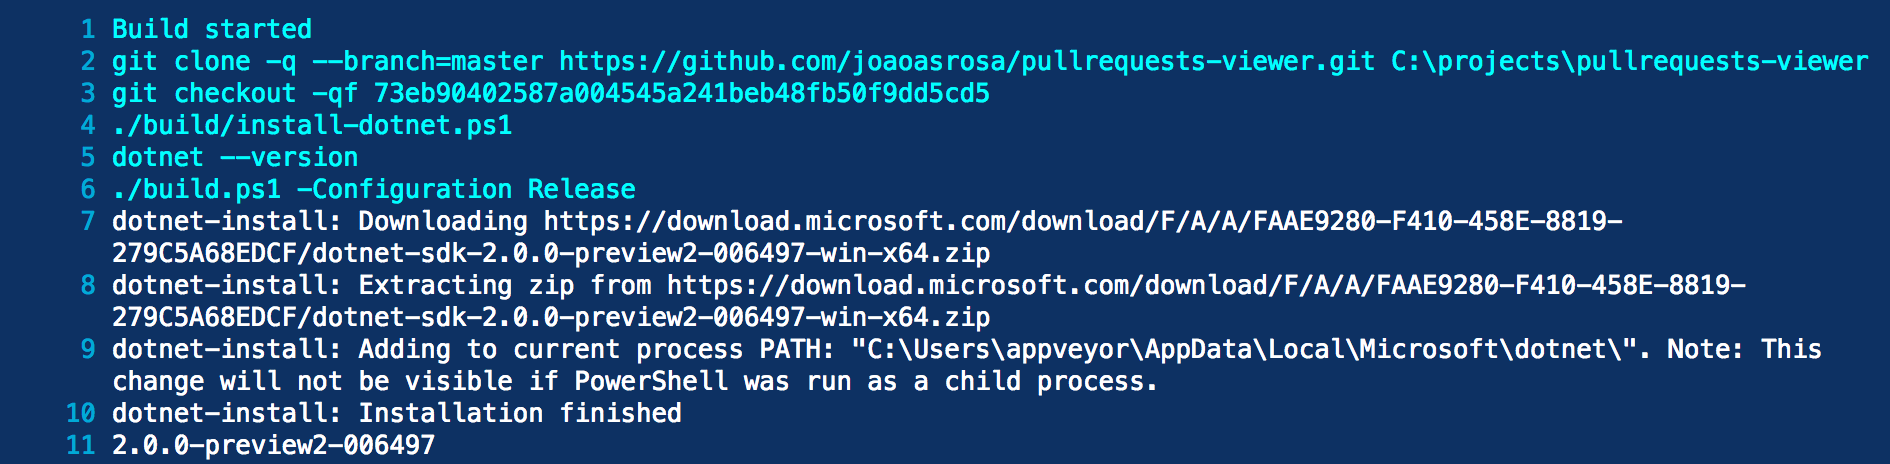 1 Build started
2 git clone -q --branch=master https://github.com/joaoasrosa/pullrequests-viewer.git C:\projects\pullrequests-viewer
3 git checkout -qf 73eb90402587a004545a241beb48fb50f9dd5cd5
4 ./build/install-dotnet.ps1
5 dotnet --version
6 ./build.ps1 -Configuration Release
7 dotnet-install: Downloading https://download.microsoft.com/download/F/A/A/FAAE9280-F410-458E-8819-
279C5A68EDCF/dotnet-sdk-2.0.0-preview2-006497-win-x64.zip
8 dotnet-install: Extracting zip from https://download.microsoft.com/download/F/A/A/FAAE9280-F410-458E-8819-
279C5A68EDCF/dotnet-sdk-2.0.0-preview2-006497-win-x64.zip
9 dotnet-install: Adding to current process PATH: "C:\Users\appveyor\AppData\Local\Microsoft\dotnet\". Note: This
change will not be visible if PowerShell was run as a child process.
10 dotnet-install: Installation finished
11 2.0.0-preview2-006497